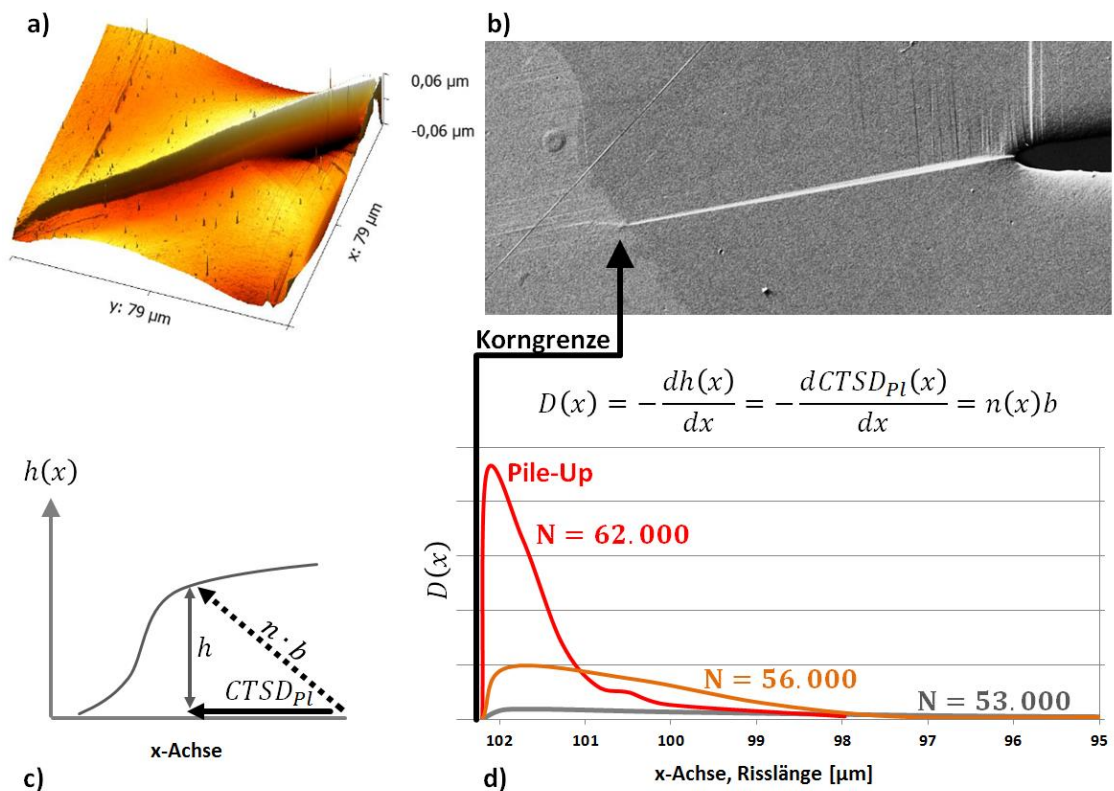 a)
0,06 µm
-0,06 µm
x: 79 µm
y: 79 µm
b)
Korngrenze
D(x) = -dh(x)/dx = -dCTSD_Pl(x)/dx = n(x)b
h(x)
h
n · b
CTSD_Pl
x-Achse
c)
D(x)
Pile-Up
N = 62.000
N = 56.000
N = 53.000
102 101 100 99 98 97 96 95
x-Achse, Risslänge [µm]
d)